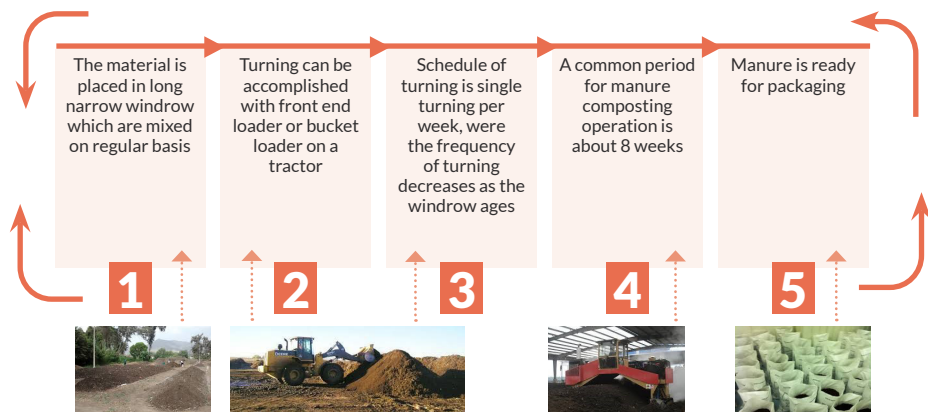 The material is
placed in long
narrow windrow
which are mixed
on regular basis
Turning can be
accomplished
with front end
loader or bucket
loader on a
tractor
Schedule of
turning is single
turning per
week, were
the frequency
of turning
decreases as the
windrow ages
A common period
for manure
composting
operation is
about 8 weeks
Manure is ready
for packaging
1
2
3
4
5